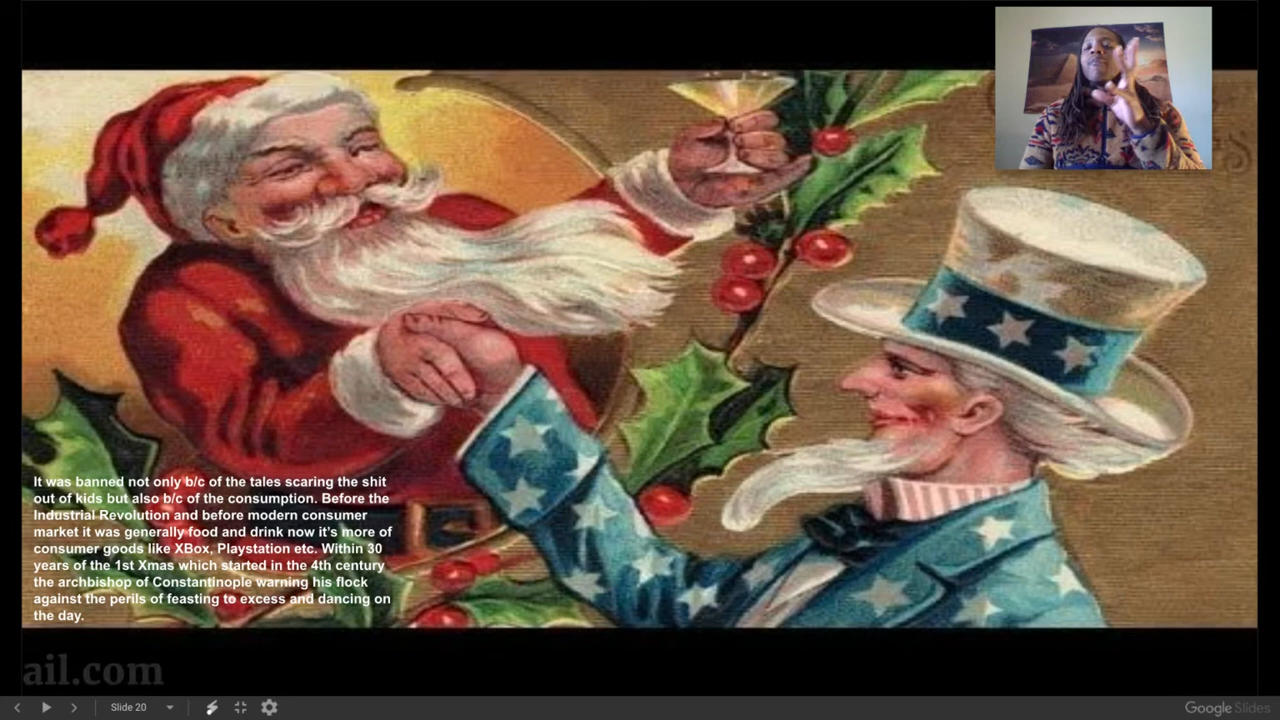 It was banned not only b/c of the tales scaring the shit
out of kids but also b/c of the consumption. Before the
Industrial Revolution and before modern consumer
market it was generally food and drink now it's more of
consumer goods like XBox, Playstation etc. Within 30
years of the 1st Xmas which started in the 4th century
the archbishop of Constantinople warning his flock
against the perils of feasting to excess and dancing on
the day.
ail.com
Slide 20
Google Slides